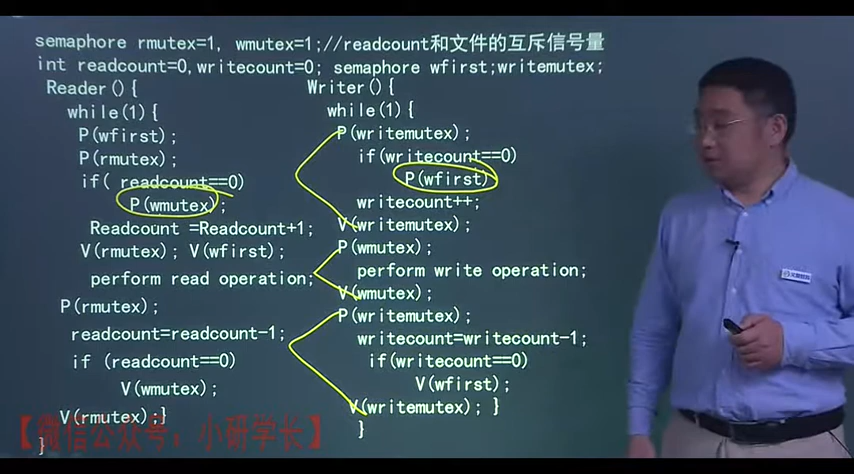 semaphore rmutex=1, wmutex=1;//readcount和文件的互斥信号量
int readcount=0,writecount=0; semaphore wfirst;writemutex;
Reader(){
while(1){
P(wfirst);
P(rmutex);
if( readcount==0)
P(wmutex);
Readcount =Readcount+1;
V(rmutex); V(wfirst);
perform read operation;
P(rmutex);
readcount=readcount-1;
if (readcount==0)
V(wmutex);
V(rmutex);}
}
Writer(){
while(1){
P(writemutex);
if(writecount==0)
P(wfirst);
writecount++;
V(writemutex);
P(wmutex);
perform write operation;
V(wmutex);
P(writemutex);
writecount=writecount-1;
if(writecount==0)
V(wfirst);
V(writemutex); }
}
【微信公众号：小研学长】